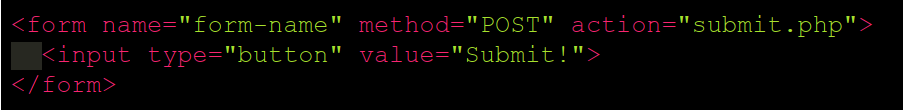 <form name="form-name" method="POST" action="submit.php">
  <input type="button" value="Submit!">
</form>